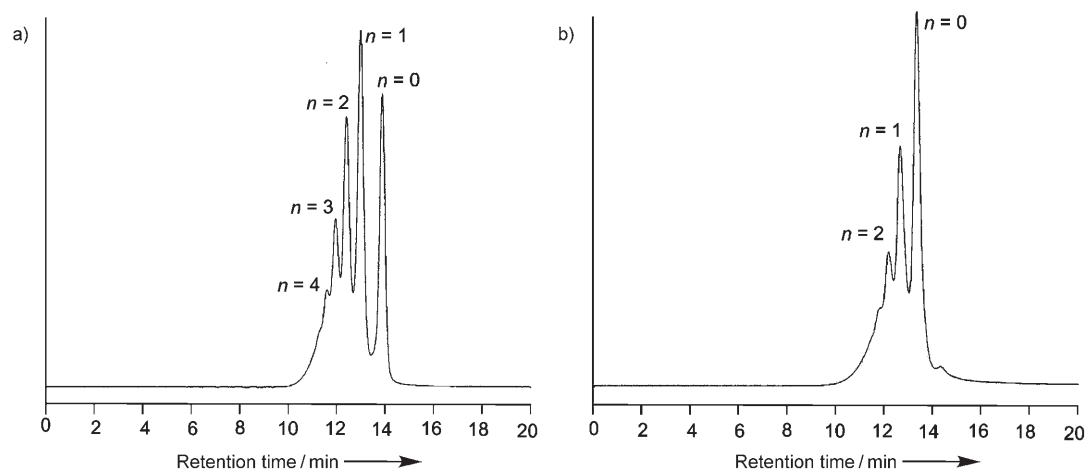 a)
n = 1
n = 0
n = 2
n = 3
n = 4
0 2 4 6 8 10 12 14 16 18 20
Retention time / min
b)
n = 0
n = 1
n = 2
0 2 4 6 8 10 12 14 16 18 20
Retention time / min